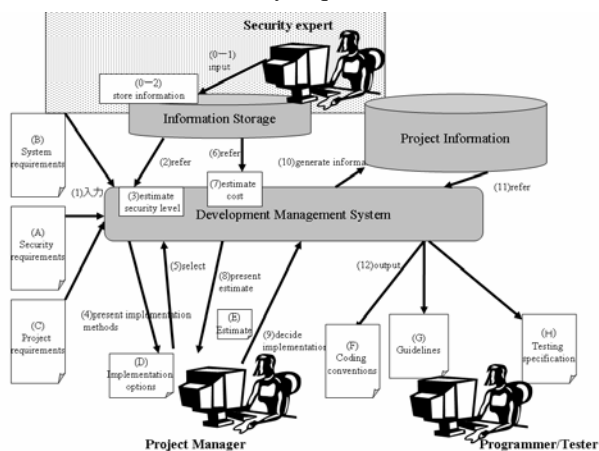 Security expert
(0－1)
input
(0－2)
store information
Information Storage
Project Information
(B)
System
requirements
(2)refer
(6)refer
(10)generate informa
(11)refer
(1)入力
(3)estimate
security level
(7)estimate
cost
Development Management System
(A)
Security
requirements
(5)select
(8)present
estimate
(12)output
(C)
Project
requirements
(4)present implementation
methods
(E)
Estimate
(9)decide
implementation
(D)
Implementation
options
(F)
Coding
conventions
(G)
Guidelines
(H)
Testing
specification
Project Manager
Programmer/Tester